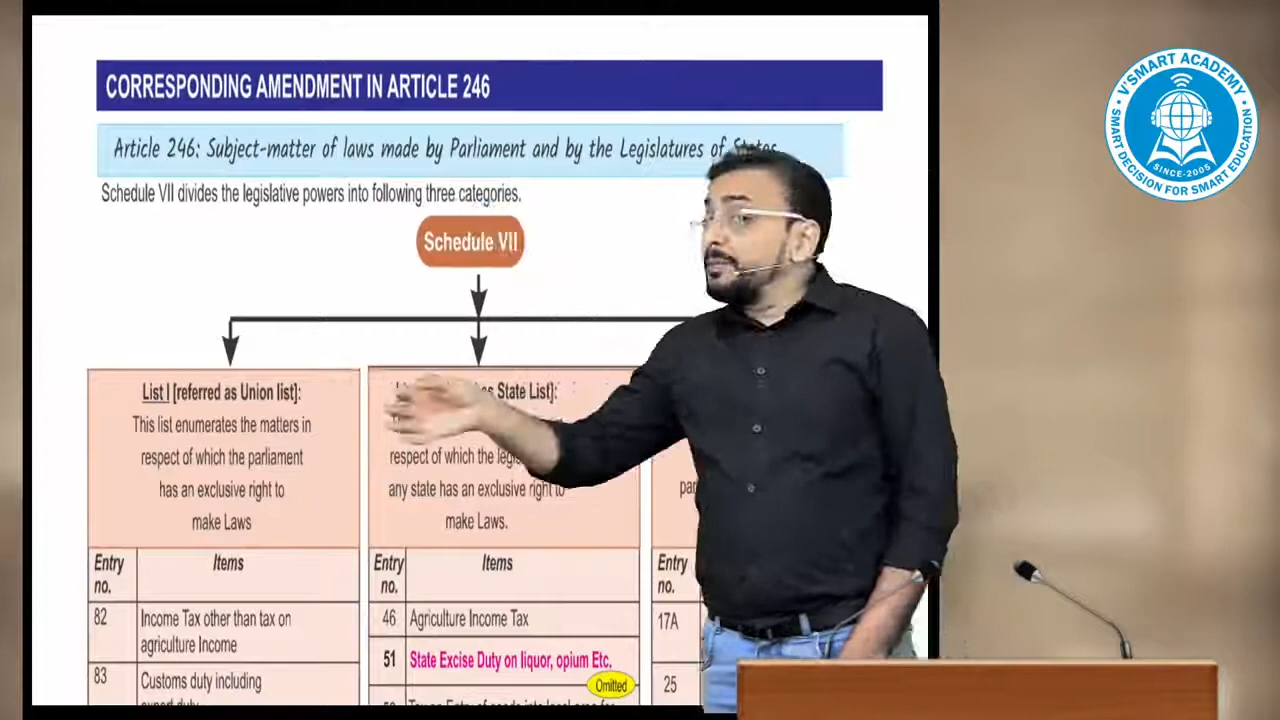 CORRESPONDING AMENDMENT IN ARTICLE 246
Article 246: Subject-matter of laws made by Parliament and by the Legislatures of States
Schedule VII divides the legislative powers into following three categories.
Schedule VII
List I [referred as Union list]:
This list enumerates the matters in
respect of which the parliament
has an exclusive right to
make Laws
Entry no.
Items
82
Income Tax other than tax on
agriculture Income
83
Customs duty including
export duty
as State List]:
respect of which the
any state has an exclusive right to
make Laws.
Entry no.
Items
46
Agriculture Income Tax
51
State Excise Duty on liquor, opium Etc.
Omitted
Entry no.
17A
25
V'SMART ACADEMY
SINCE-2005
SMART DECISION FOR SMART EDUCATION